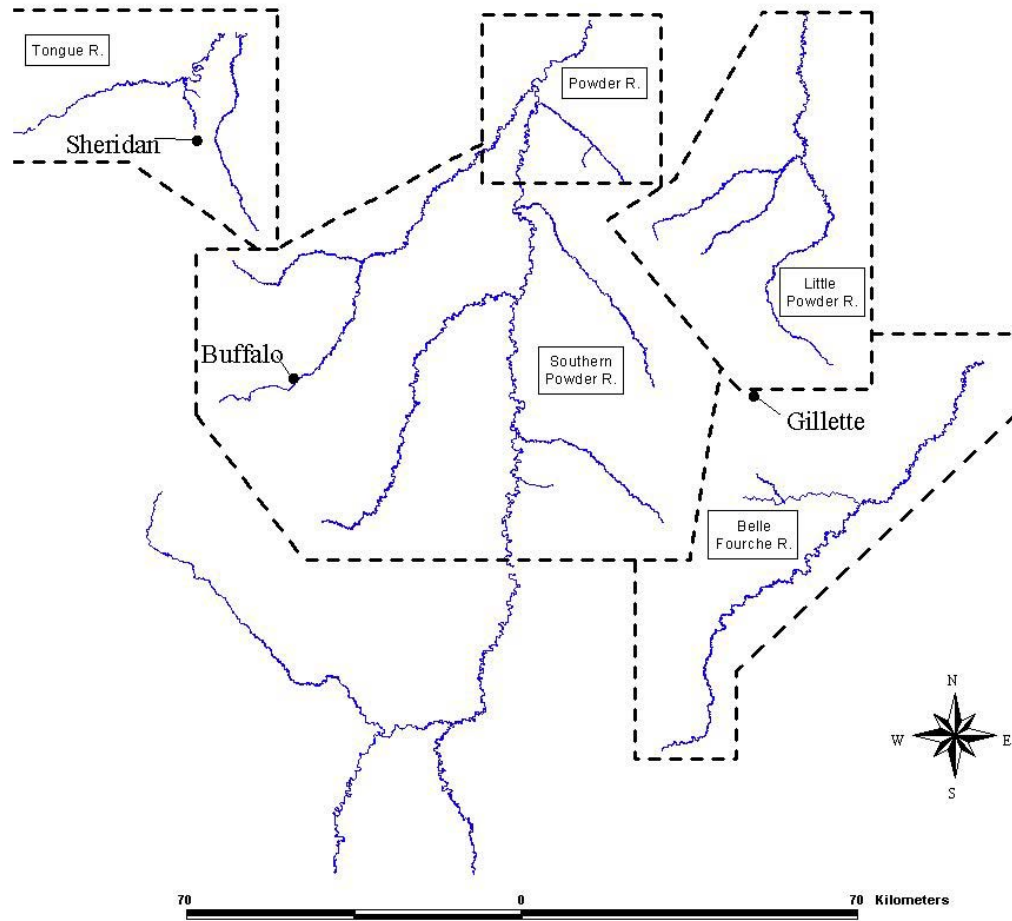 Tongue R.
Powder R.
Sheridan
Little
Powder R.
Buffalo
Southern
Powder R.
Gillette
Belle
Fourche R.
N
W
E
S
70
0
70
Kilometers